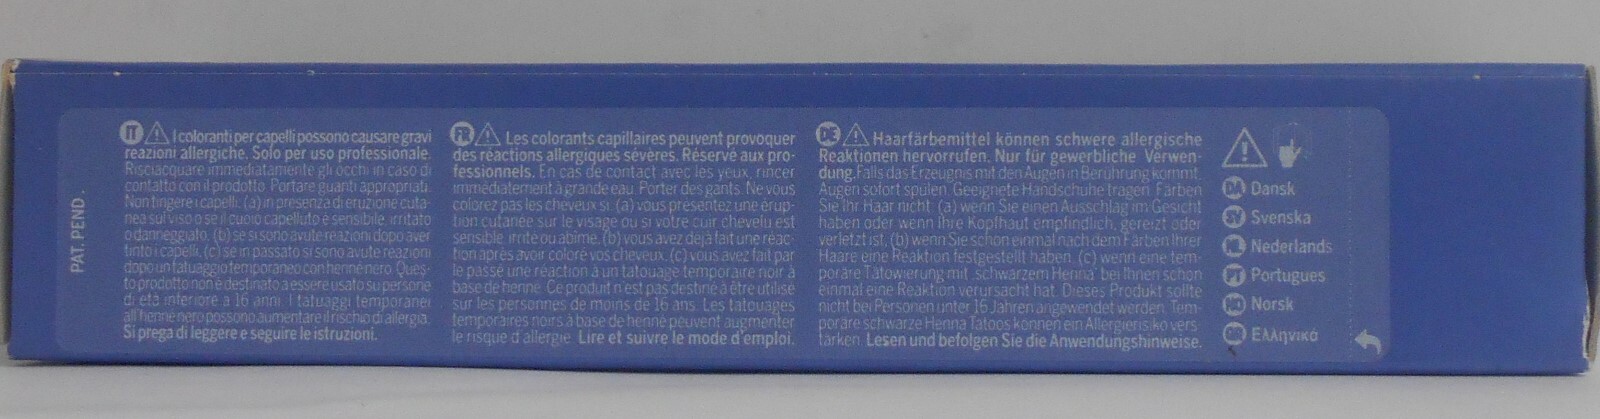 PAT. PEND.
IT I coloranti per capelli possono causare gravi
reazioni allergiche. Solo per uso professionale.
Risciacquare immediatamente gli occhi in caso di
contatto con il prodotto. Portare guanti appropriati.
Non tingere i capelli: (a) in presenza di eruzione cuta-
nea sul viso o se il cuoio capelluto è sensibile, irritato
o danneggiato, (b) se si sono avute reazioni dopo aver
tinto i capelli, (c) se in passato si sono avute reazioni
dopo un tatuaggio temporaneo con henné nero. Ques-
to prodotto non è destinato a essere usato su persone
di età inferiore a 16 anni. I tatuaggi temporanei
all'henné nero possono aumentare il rischio di allergia.
Si prega di leggere e seguire le istruzioni.
FR Les colorants capillaires peuvent provoquer
des réactions allergiques sévères. Réservé aux pro-
fessionnels. En cas de contact avec les yeux, rincer
immédiatement à grande eau. Porter des gants. Ne vous
colorez pas les cheveux si: (a) vous présentez une érup-
tion cutanée sur le visage ou si votre cuir chevelu est
sensible, irrité ou abîmé, (b) vous avez déjà fait une réac-
tion après avoir coloré vos cheveux, (c) vous avez fait par
le passé une réaction à un tatouage temporaire noir à
base de henné. Ce produit n'est pas destiné à être utilisé
sur les personnes de moins de 16 ans. Les tatouages
temporaires noirs à base de henné peuvent augmenter
le risque d'allergie. Lire et suivre le mode d'emploi.
DE Haarfärbemittel können schwere allergische
Reaktionen hervorrufen. Nur für gewerbliche Verwen-
dung. Falls das Erzeugnis mit den Augen in Berührung kommt,
Augen sofort spülen. Geeignete Handschuhe tragen. Färben
Sie Ihr Haar nicht: (a) wenn Sie einen Ausschlag im Gesicht
haben oder wenn Ihre Kopfhaut empfindlich, gereizt oder
verletzt ist, (b) wenn Sie schon einmal nach dem Färben Ihrer
Haare eine Reaktion festgestellt haben, (c) wenn eine tem-
poräre Tätowierung mit „schwarzem Henna“ bei Ihnen schon
einmal eine Reaktion verursacht hat. Dieses Produkt sollte
nicht bei Personen unter 16 Jahren angewendet werden. Tem-
poräre schwarze Henna Tatoos können ein Allergierisiko vers-
tärken. Lesen und befolgen Sie die Anwendungshinweise.
DA Dansk
SV Svenska
NL Nederlands
PT Portugues
NO Norsk
Ελληνικά